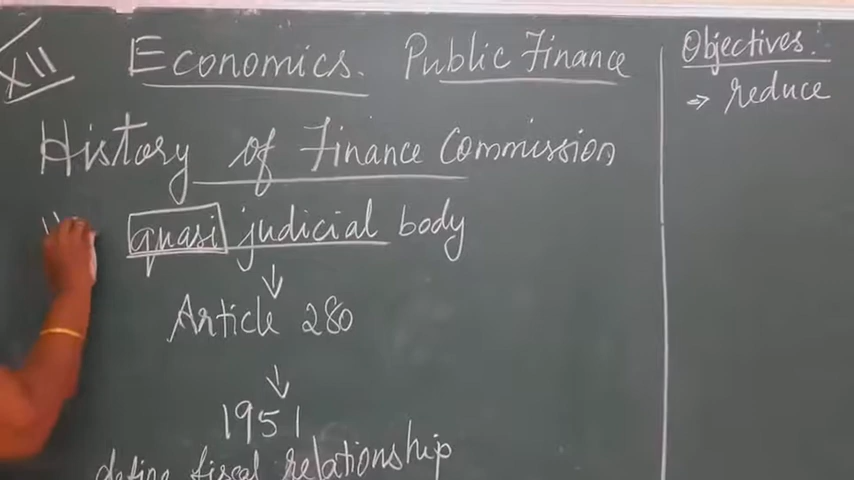 XII
Economics. Public Finance
History of Finance Commission
quasi judicial body
↓
Article 280
↓
1951
define fiscal relationship
Objectives:
→ reduce